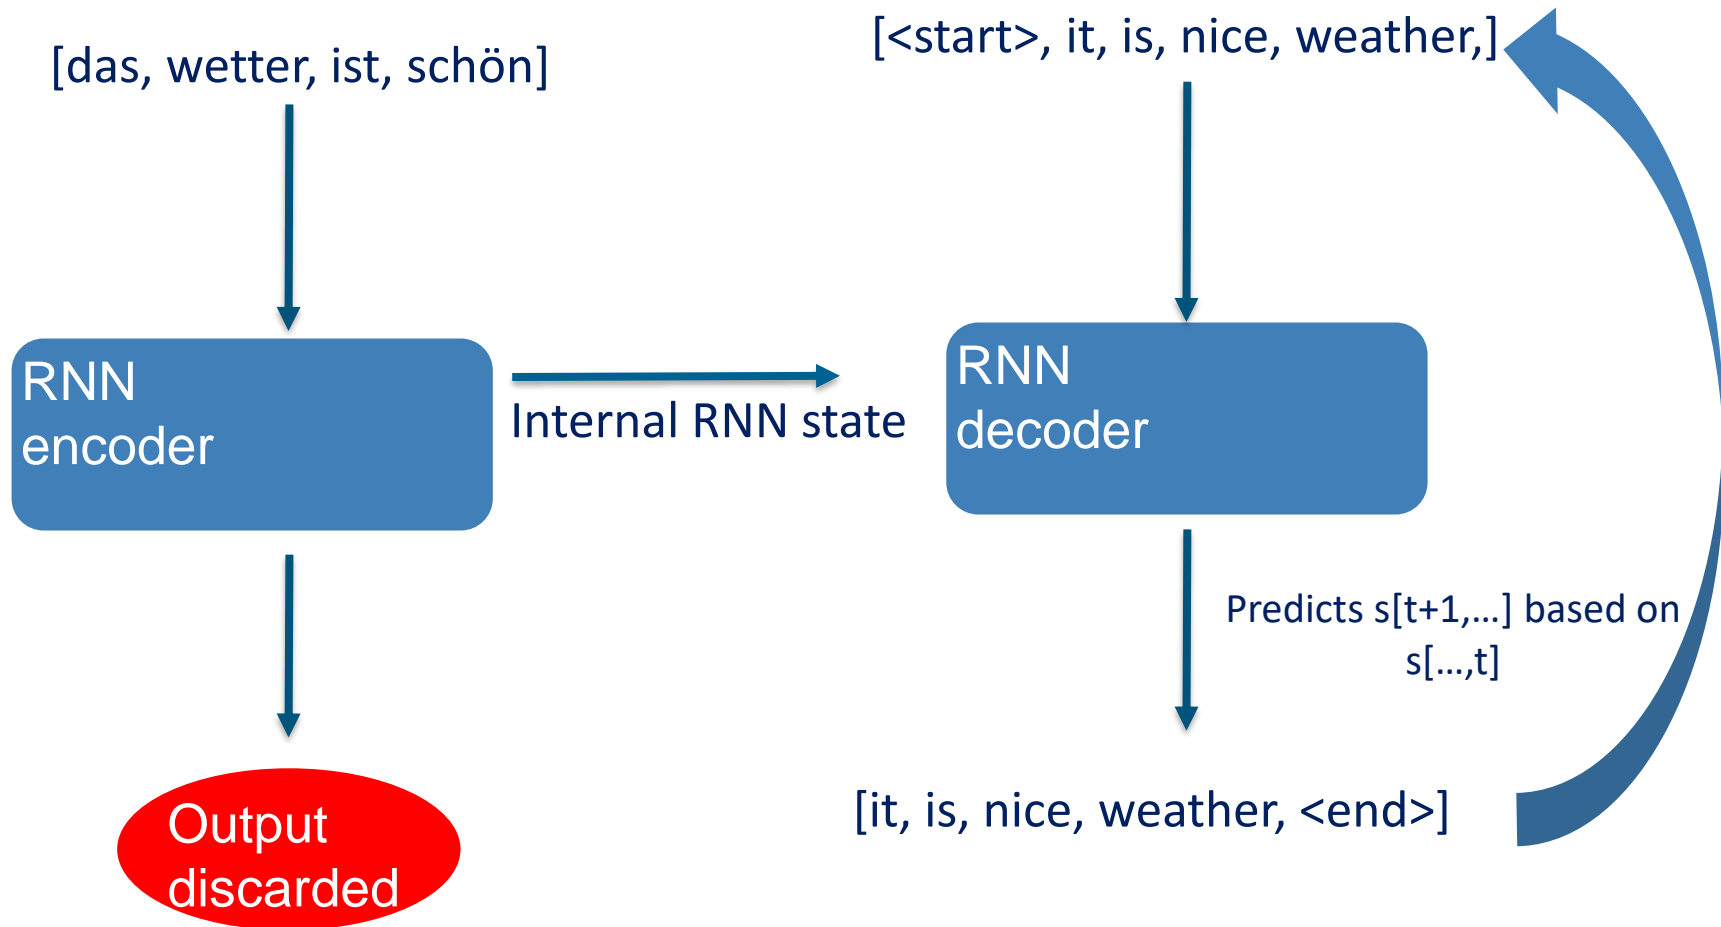 [das, wetter, ist, schön]
[<start>, it, is, nice, weather,]
RNN
encoder
Internal RNN state
RNN
decoder
Predicts s[t+1,...] based on
s[...,t]
Output
discarded
[it, is, nice, weather, <end>]